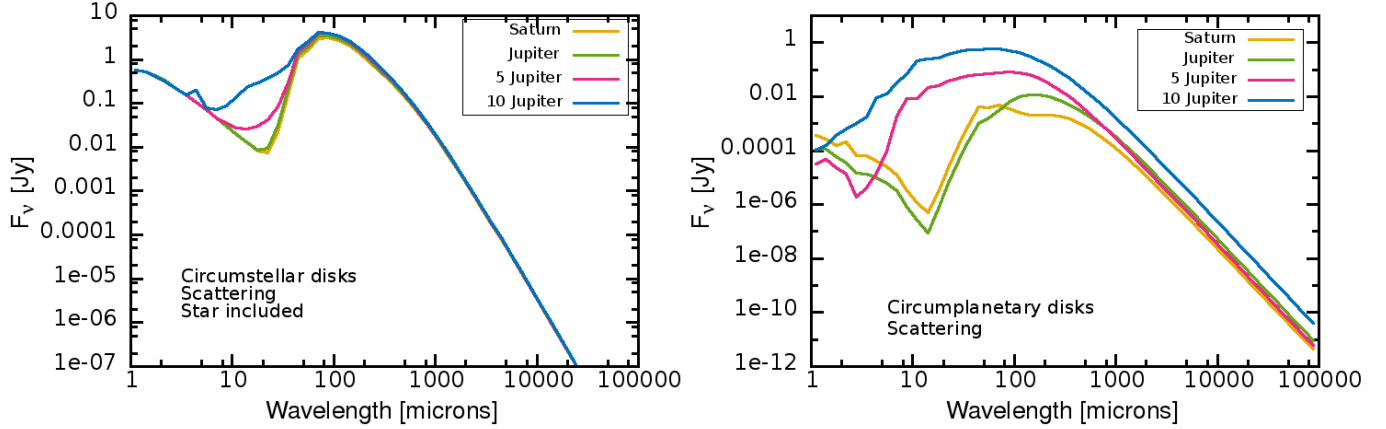 10
1
0.1
0.01
0.001
0.0001
1e-05
1e-06
1e-07
Fν [Jy]
Saturn
Jupiter
5 Jupiter
10 Jupiter
Circumstellar disks
Scattering
Star included
1 10 100 1000 10000 100000
Wavelength [microns]
1
0.01
0.0001
1e-06
1e-08
1e-10
1e-12
Fν [Jy]
Saturn
Jupiter
5 Jupiter
10 Jupiter
Circumplanetary disks
Scattering
1 10 100 1000 10000 100000
Wavelength [microns]